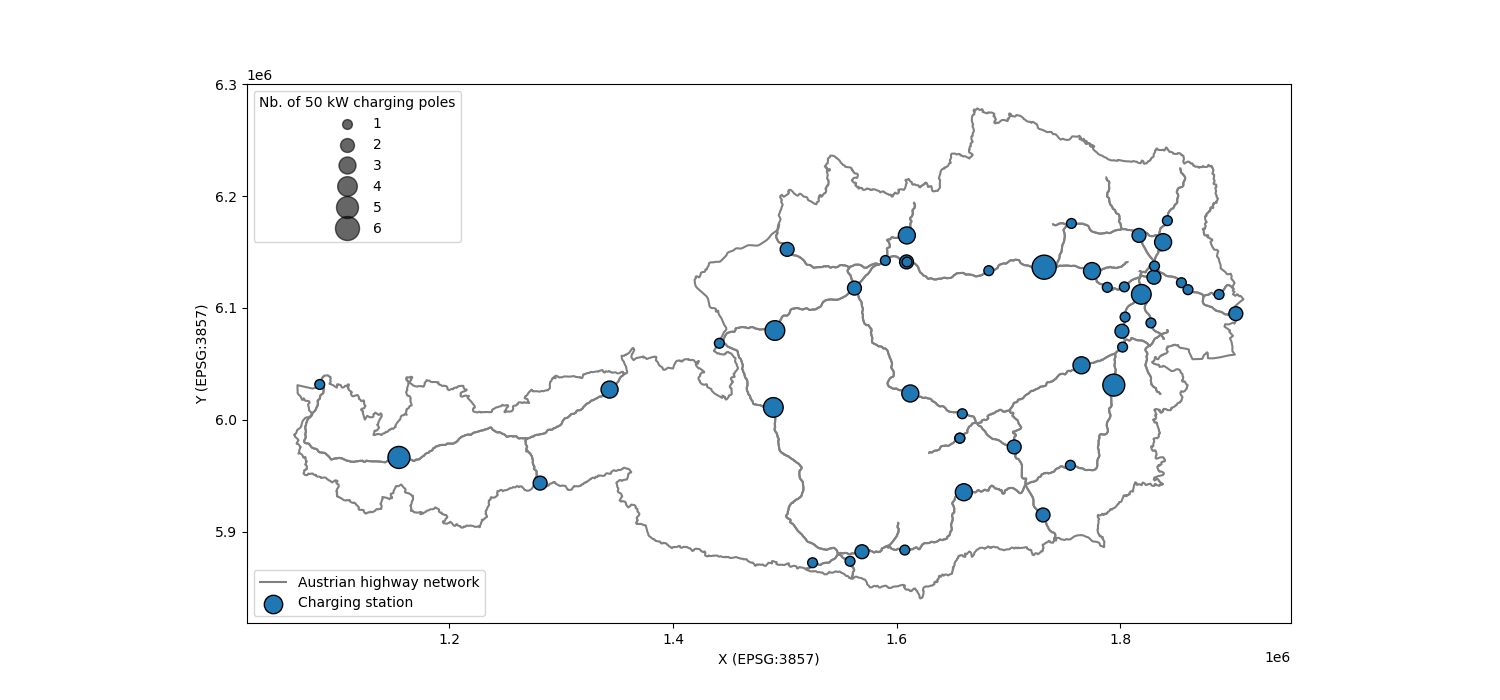 1e6
6.3
6.2
6.1
6.0
5.9
Y (EPSG:3857)
Nb. of 50 kW charging poles
1
2
3
4
5
6
Austrian highway network
Charging station
1.2
1.4
1.6
1.8
1e6
X (EPSG:3857)